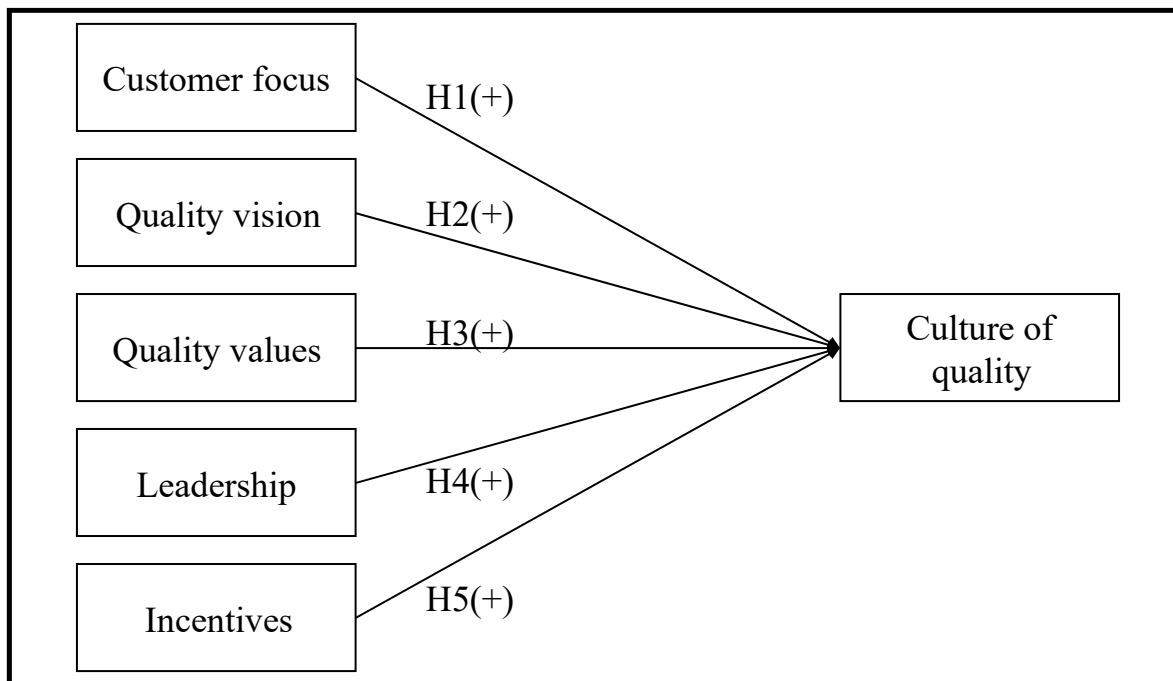 Customer focus
H1(+)
Quality vision
H2(+)
Quality values
H3(+)
Culture of
quality
Leadership
H4(+)
Incentives
H5(+)